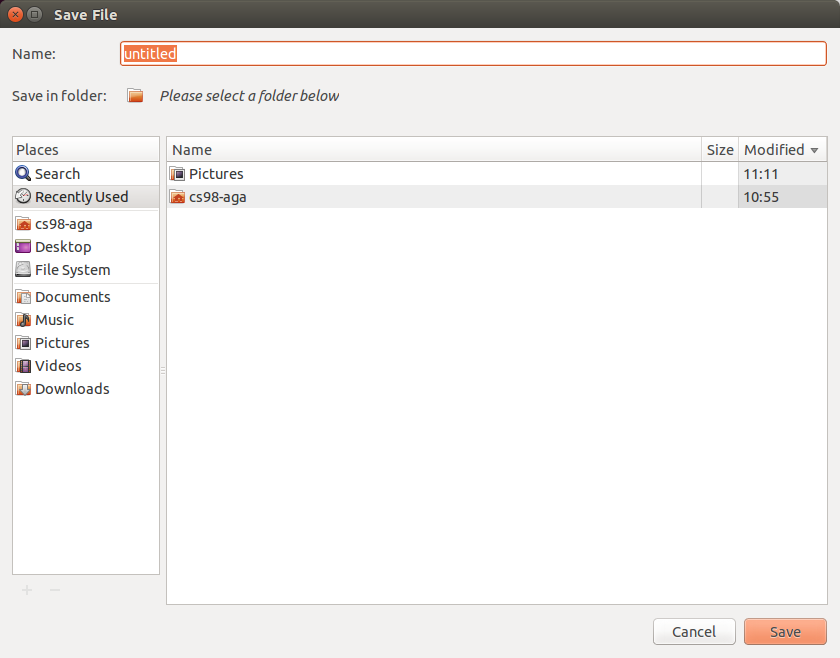 Save File
Name: untitled
Save in folder: Please select a folder below
Places
Search
Recently Used
cs98-aga
Desktop
File System
Documents
Music
Pictures
Videos
Downloads
Name Size Modified
Pictures 11:11
cs98-aga 10:55
Cancel Save